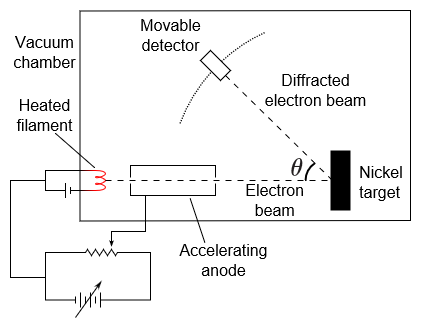 Movable
detector
Vacuum
chamber
Diffracted
electron beam
Heated
filament
θ
Nickel
target
Electron
beam
Accelerating
anode